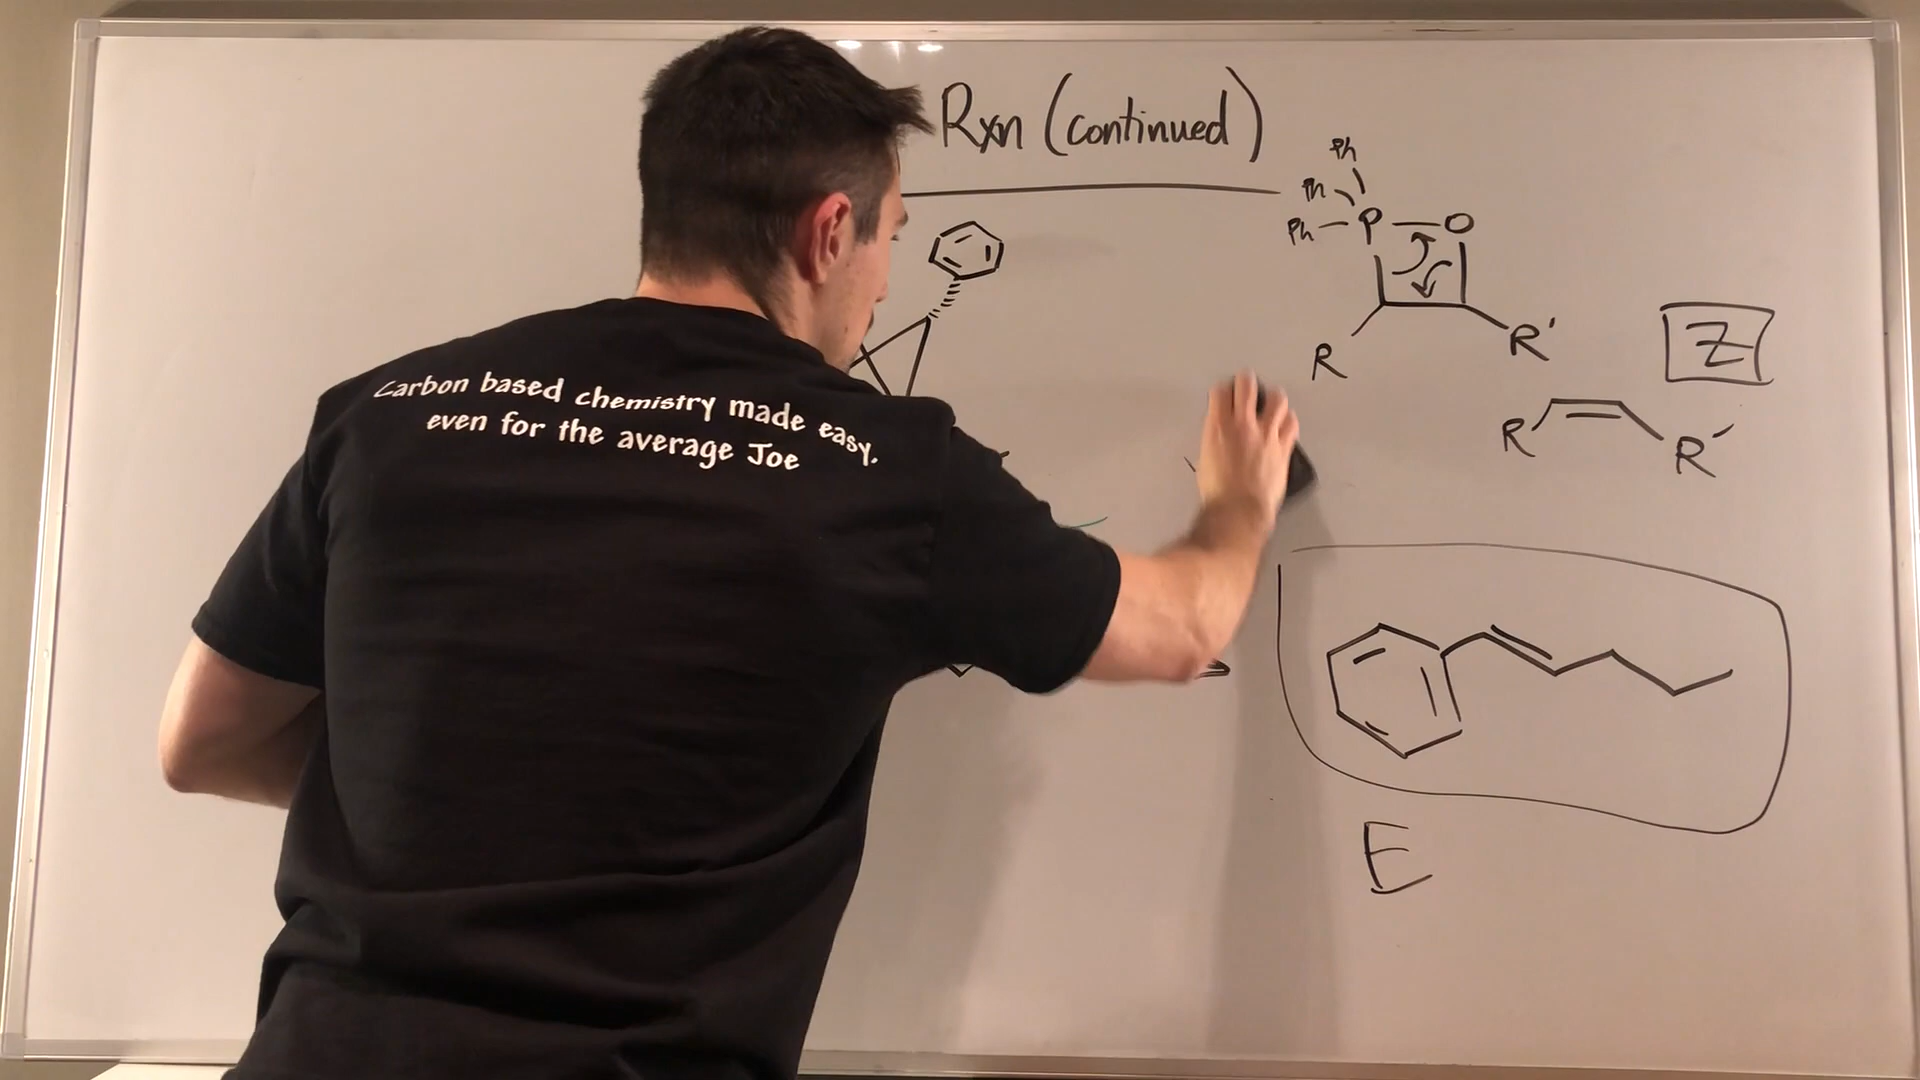 Rxn (continued)
Ph
Ph
Ph P O
R R'
Z
R R'
E
Carbon based chemistry made easy.
even for the average Joe